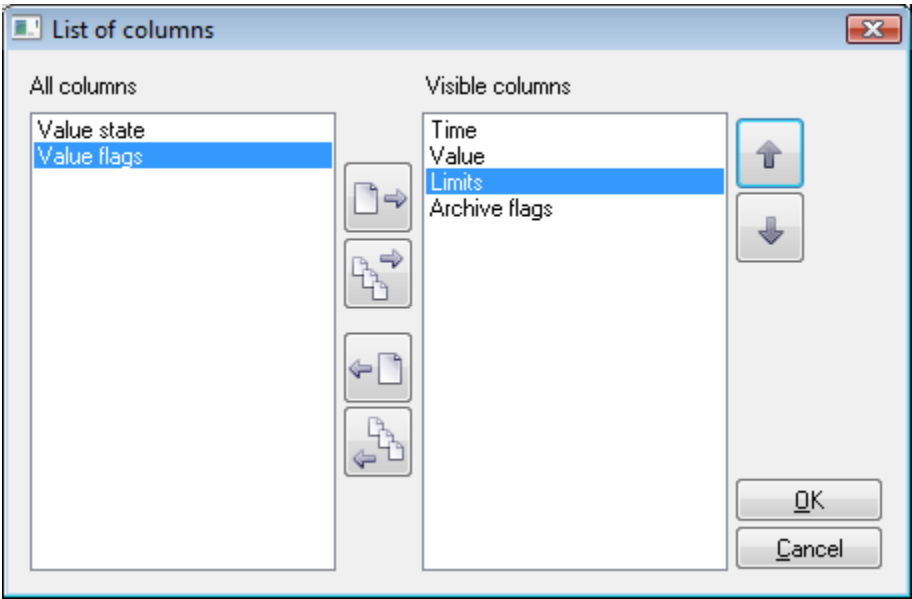 List of columns
All columns
Value state
Value flags
Visible columns
Time
Value
Limits
Archive flags
OK
Cancel